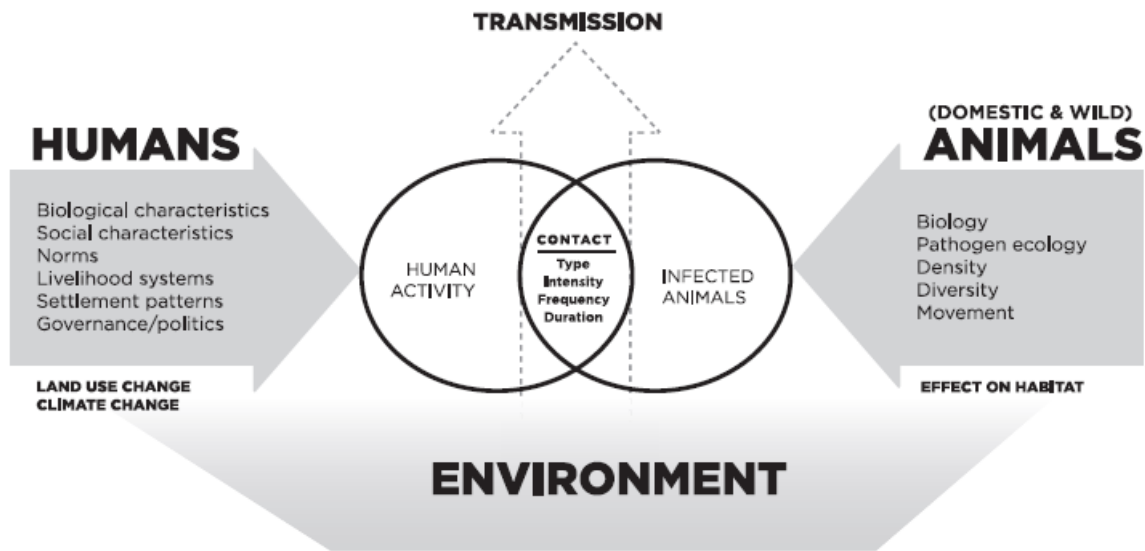 TRANSMISSION
HUMANS
Biological characteristics
Social characteristics
Norms
Livelihood systems
Settlement patterns
Governance/politics
LAND USE CHANGE
CLIMATE CHANGE
HUMAN
ACTIVITY
CONTACT
Type
Intensity
Frequency
Duration
INFECTED
ANIMALS
(DOMESTIC & WILD)
ANIMALS
Biology
Pathogen ecology
Density
Diversity
Movement
EFFECT ON HABITAT
ENVIRONMENT